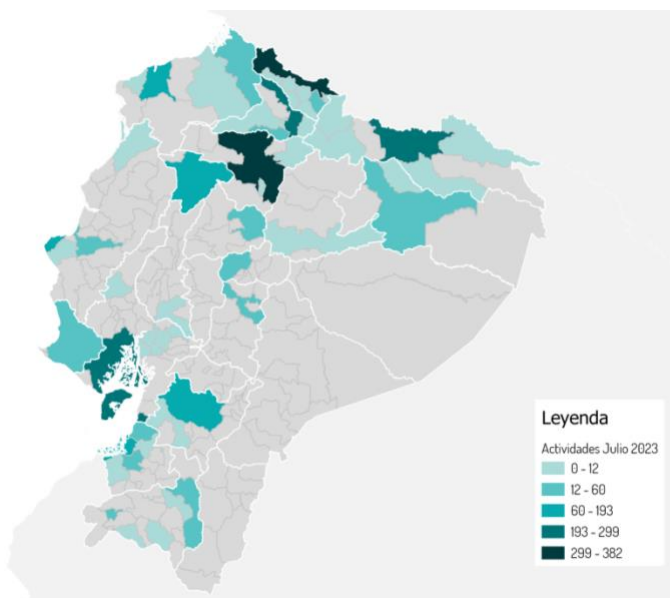 Leyenda
Actividades Julio 2023
0 - 12
12 - 60
60 - 193
193 - 299
299 - 382